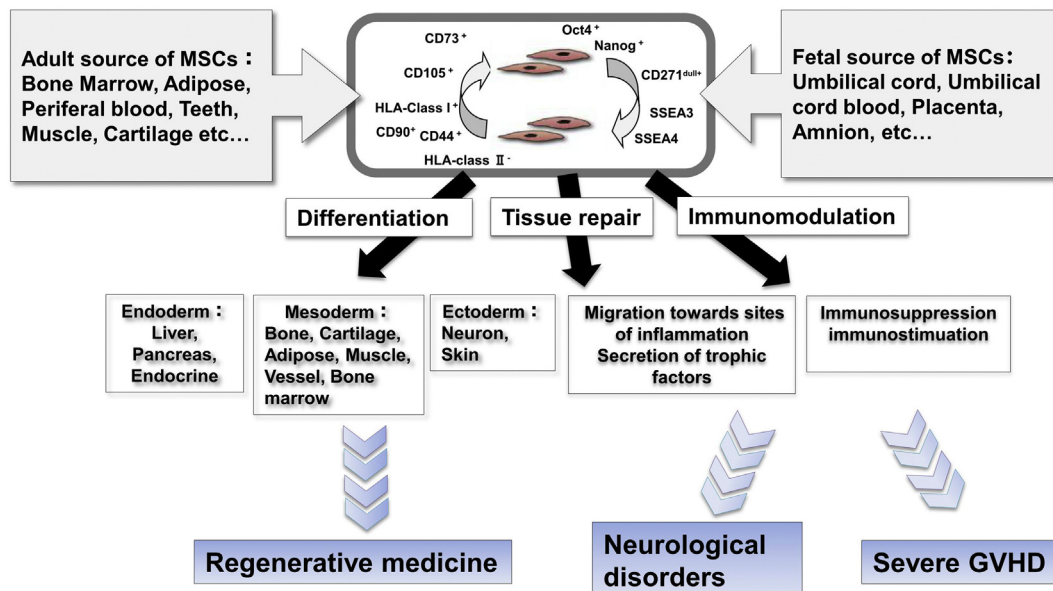 Adult source of MSCs：
Bone Marrow, Adipose,
Periferal blood, Teeth,
Muscle, Cartilage etc…
CD73⁺
CD105⁺
HLA-Class I⁺
CD90⁺ CD44⁺
HLA-class Ⅱ⁻
Oct4⁺
Nanog⁺
CD271ᵈᵘˡˡ⁺
SSEA3
SSEA4
Fetal source of MSCs：
Umbilical cord, Umbilical
cord blood, Placenta,
Amnion, etc…
Differentiation
Tissue repair
Immunomodulation
Endoderm：
Liver,
Pancreas,
Endocrine
Mesoderm：
Bone, Cartilage,
Adipose, Muscle,
Vessel, Bone
marrow
Ectoderm：
Neuron,
Skin
Migration towards sites
of inflammation
Secretion of trophic
factors
Immunosuppression
immunostimuation
Regenerative medicine
Neurological
disorders
Severe GVHD